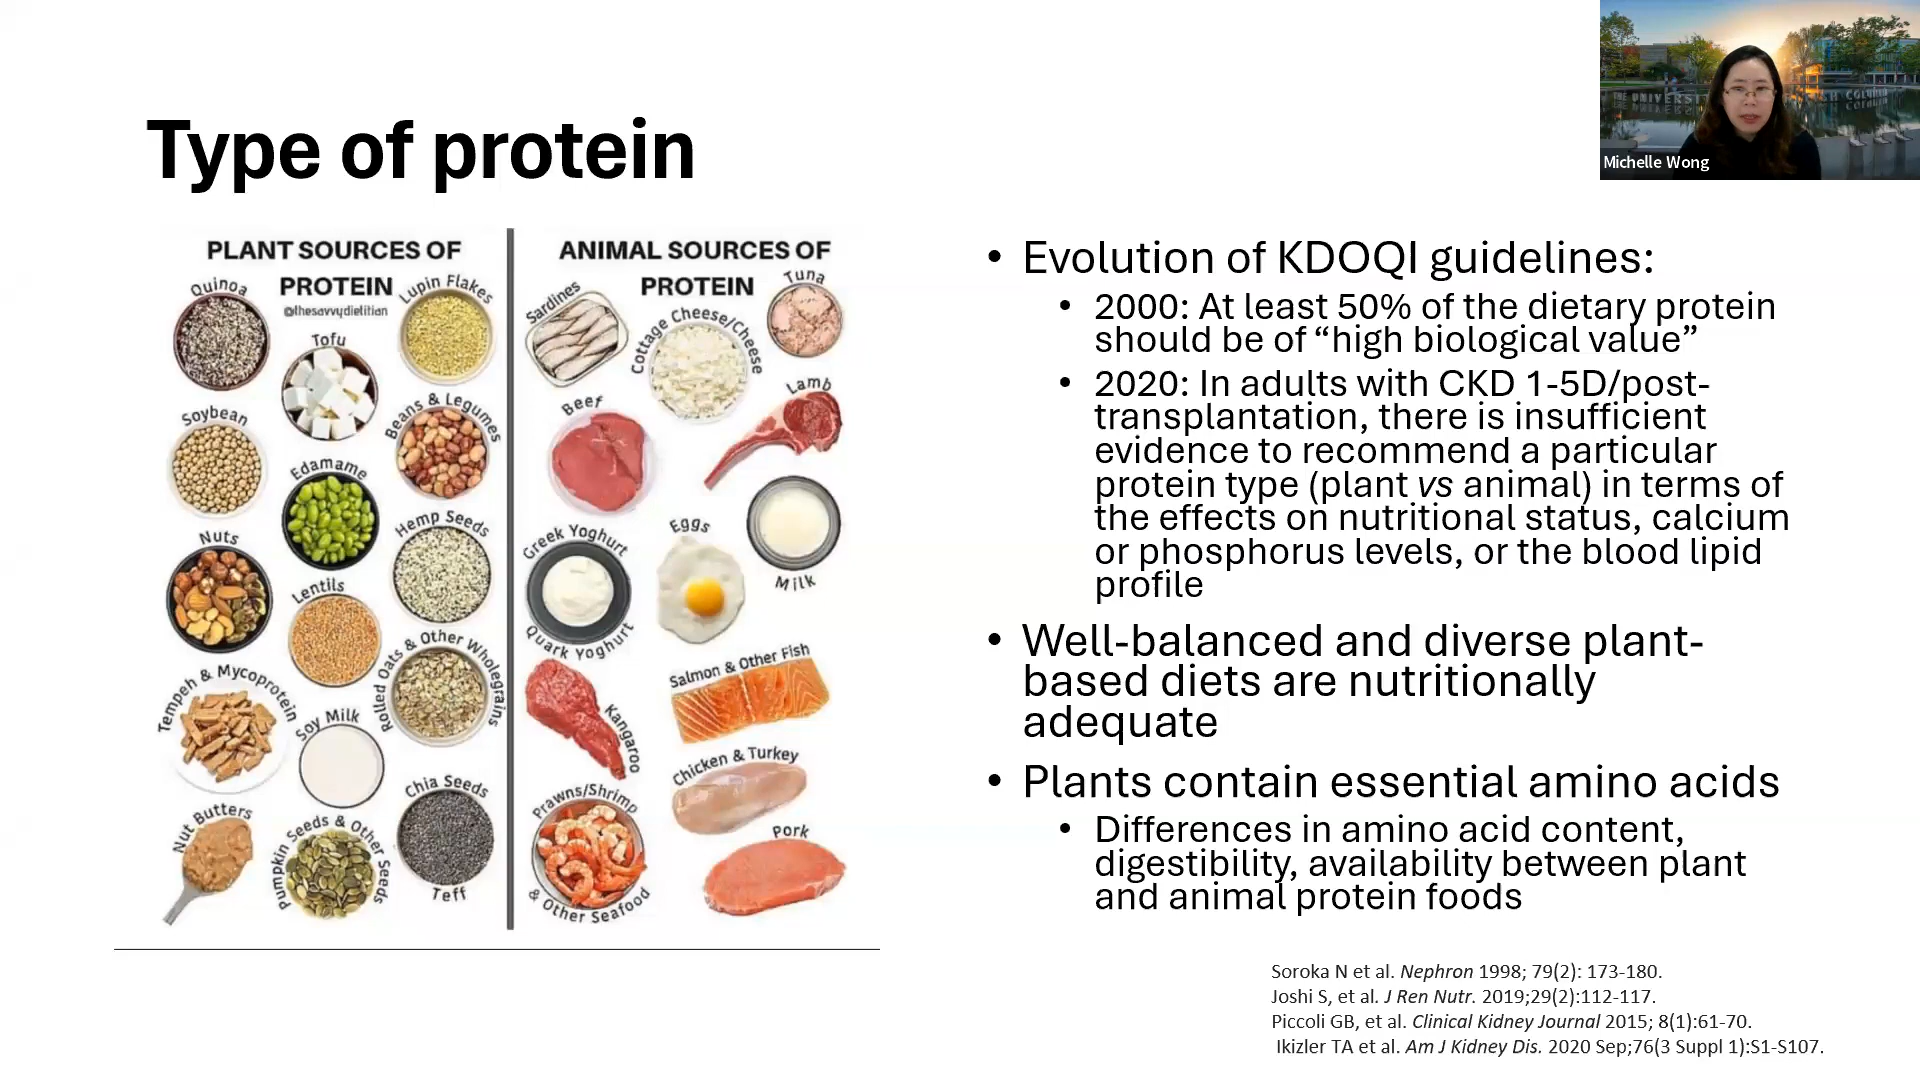 Type of protein
PLANT SOURCES OF
PROTEIN
@thesavvydietitian
Quinoa
Lupin Flakes
Tofu
Soybean
Beans & Legumes
Edamame
Nuts
Hemp Seeds
Lentils
Rolled Oats & Other Wholegrains
Tempeh & Mycoprotein
Soy Milk
Chia Seeds
Nut Butters
Pumpkin Seeds & Other Seeds
Teff
ANIMAL SOURCES OF
PROTEIN
Sardines
Tuna
Cottage Cheese/Cheese
Beef
Lamb
Greek Yoghurt
Eggs
Milk
Quark Yoghurt
Salmon & Other Fish
Kangaroo
Chicken & Turkey
Prawns/Shrimp
& Other Seafood
Pork
• Evolution of KDOQI guidelines:
• 2000: At least 50% of the dietary protein
should be of “high biological value”
• 2020: In adults with CKD 1-5D/post-
transplantation, there is insufficient
evidence to recommend a particular
protein type (plant vs animal) in terms of
the effects on nutritional status, calcium
or phosphorus levels, or the blood lipid
profile
• Well-balanced and diverse plant-
based diets are nutritionally
adequate
• Plants contain essential amino acids
• Differences in amino acid content,
digestibility, availability between plant
and animal protein foods
Soroka N et al. Nephron 1998; 79(2): 173-180.
Joshi S, et al. J Ren Nutr. 2019;29(2):112-117.
Piccoli GB, et al. Clinical Kidney Journal 2015; 8(1):61-70.
Ikizler TA et al. Am J Kidney Dis. 2020 Sep;76(3 Suppl 1):S1-S107.
Michelle Wong